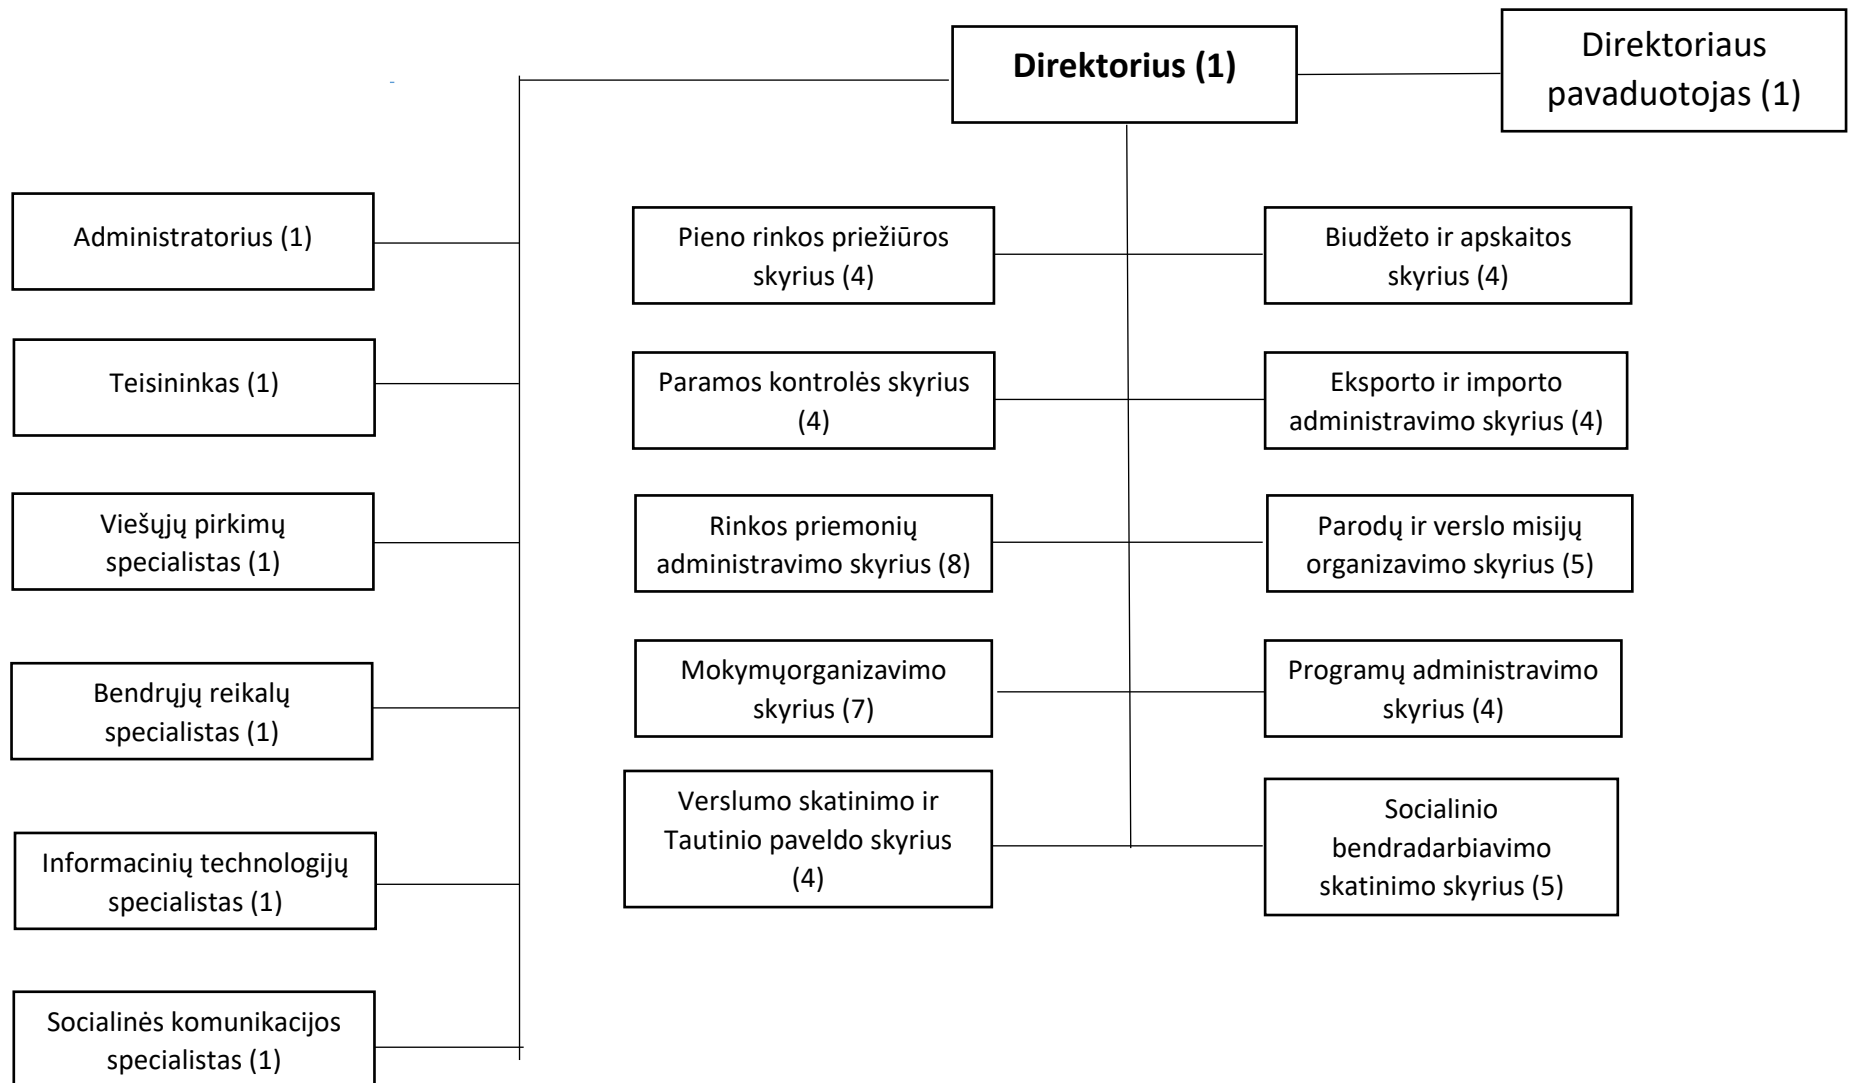 Direktorius (1)
Direktoriaus
pavaduotojas (1)
Administratorius (1)
Teisininkas (1)
Viešųjų pirkimų
specialistas (1)
Bendrųjų reikalų
specialistas (1)
Informacinių technologijų
specialistas (1)
Socialinės komunikacijos
specialistas (1)
Pieno rinkos priežiūros
skyrius (4)
Paramos kontrolės skyrius
(4)
Rinkos priemonių
administravimo skyrius (8)
Mokymųorganizavimo
skyrius (7)
Verslumo skatinimo ir
Tautinio paveldo skyrius
(4)
Biudžeto ir apskaitos
skyrius (4)
Eksporto ir importo
administravimo skyrius (4)
Parodų ir verslo misijų
organizavimo skyrius (5)
Programų administravimo
skyrius (4)
Socialinio
bendradarbiavimo
skatinimo skyrius (5)